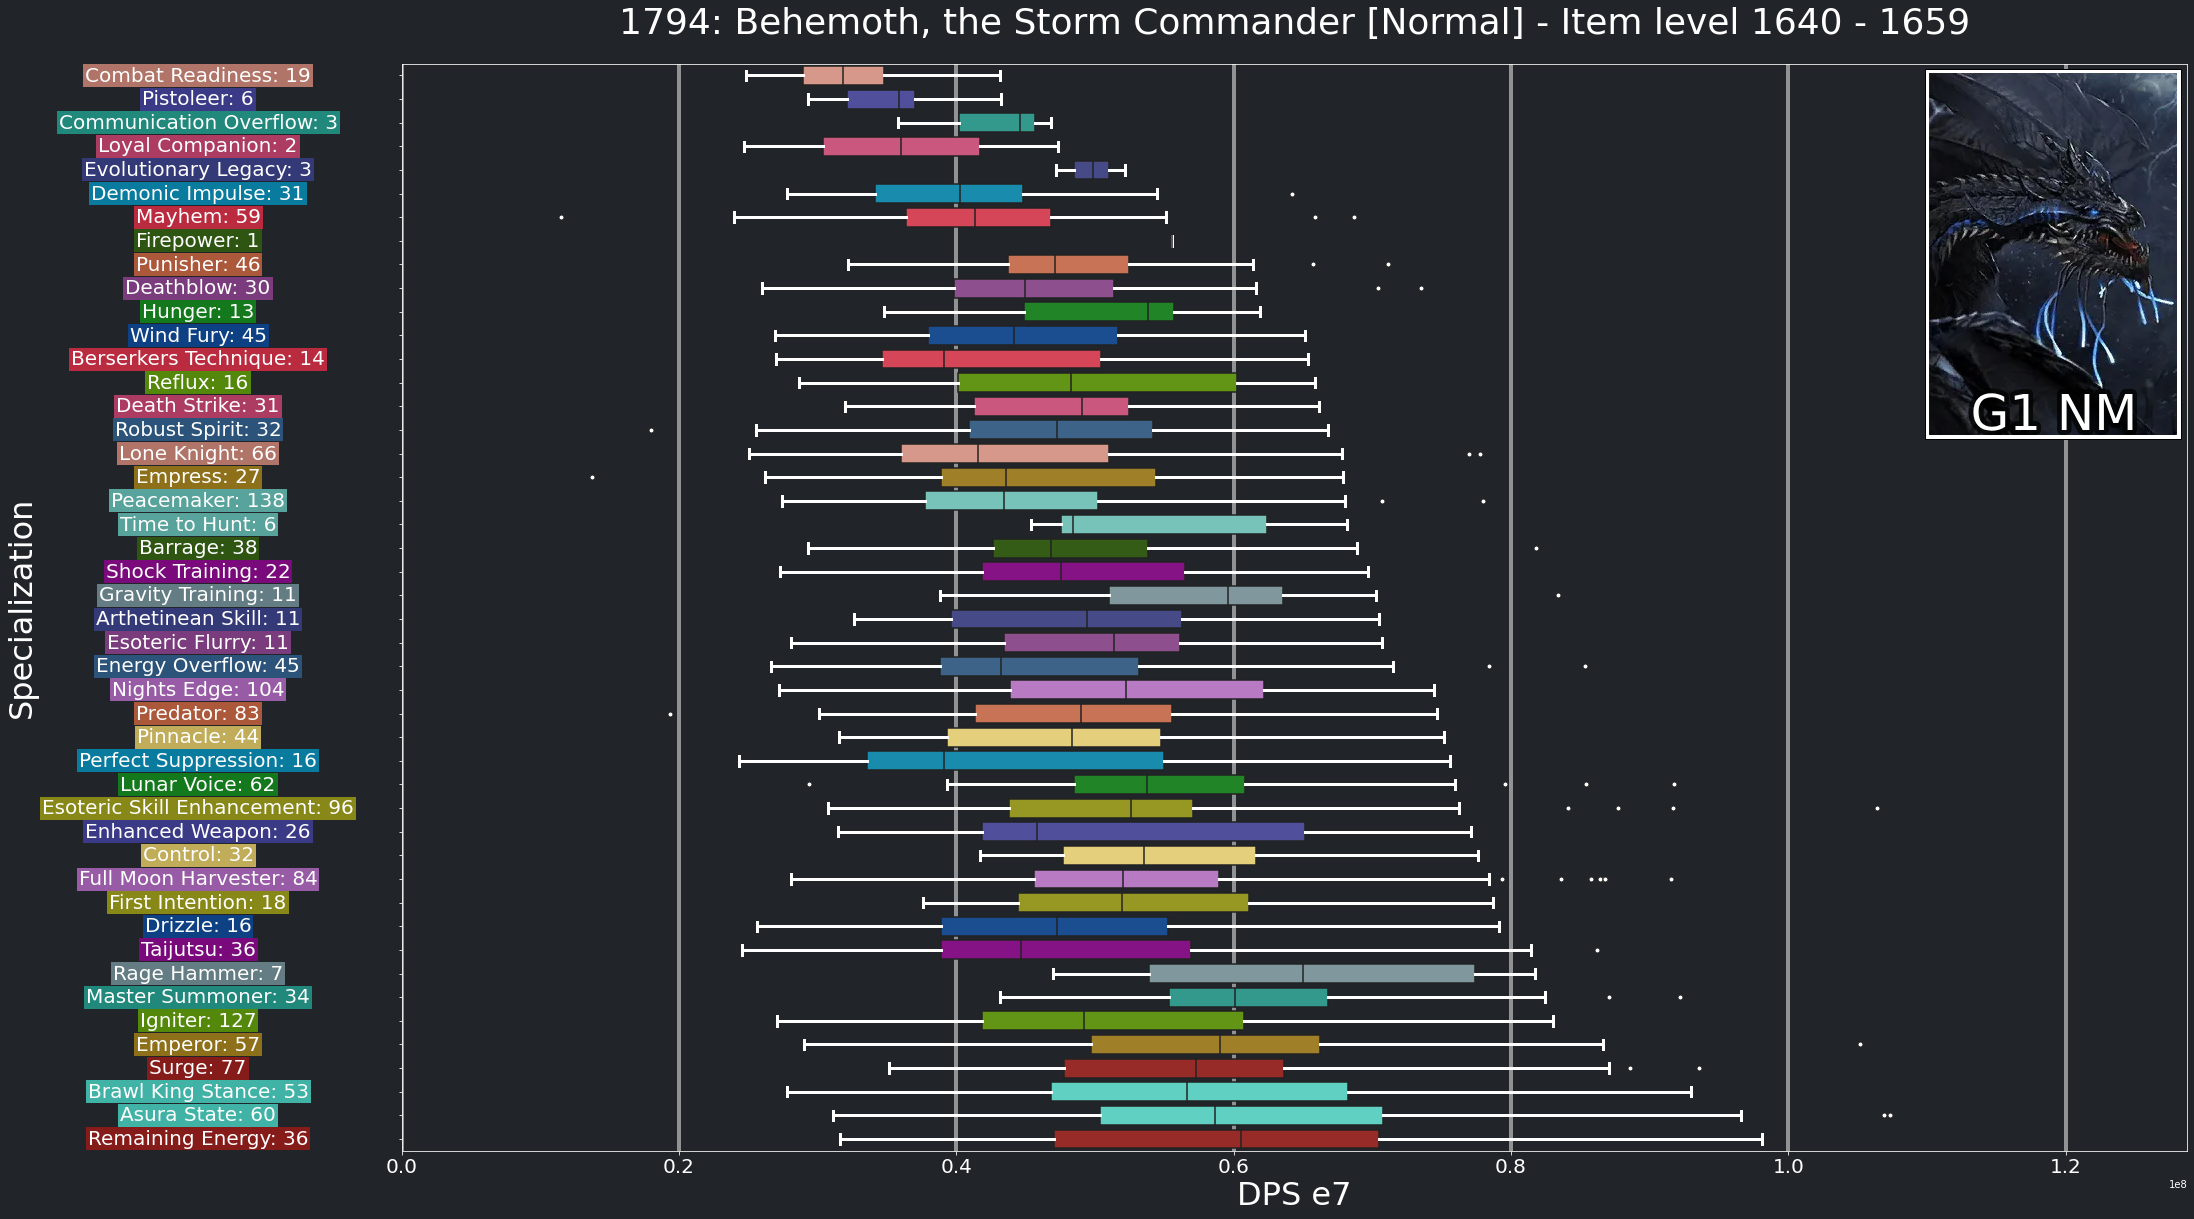 1794: Behemoth, the Storm Commander [Normal] - Item level 1640 - 1659
Combat Readiness: 19
Pistoleer: 6
Communication Overflow: 3
Loyal Companion: 2
Evolutionary Legacy: 3
Demonic Impulse: 31
Mayhem: 59
Firepower: 1
Punisher: 46
Deathblow: 30
Hunger: 13
Wind Fury: 45
Berserkers Technique: 14
Reflux: 16
Death Strike: 31
Robust Spirit: 32
Lone Knight: 66
Empress: 27
Peacemaker: 138
Time to Hunt: 6
Barrage: 38
Shock Training: 22
Gravity Training: 11
Arthetinean Skill: 11
Esoteric Flurry: 11
Energy Overflow: 45
Nights Edge: 104
Predator: 83
Pinnacle: 44
Perfect Suppression: 16
Lunar Voice: 62
Esoteric Skill Enhancement: 96
Enhanced Weapon: 26
Control: 32
Full Moon Harvester: 84
First Intention: 18
Drizzle: 16
Taijutsu: 36
Rage Hammer: 7
Master Summoner: 34
Igniter: 127
Emperor: 57
Surge: 77
Brawl King Stance: 53
Asura State: 60
Remaining Energy: 36
Specialization
G1 NM
0.0 0.2 0.4 0.6 0.8 1.0 1.2
DPS e7
1e8